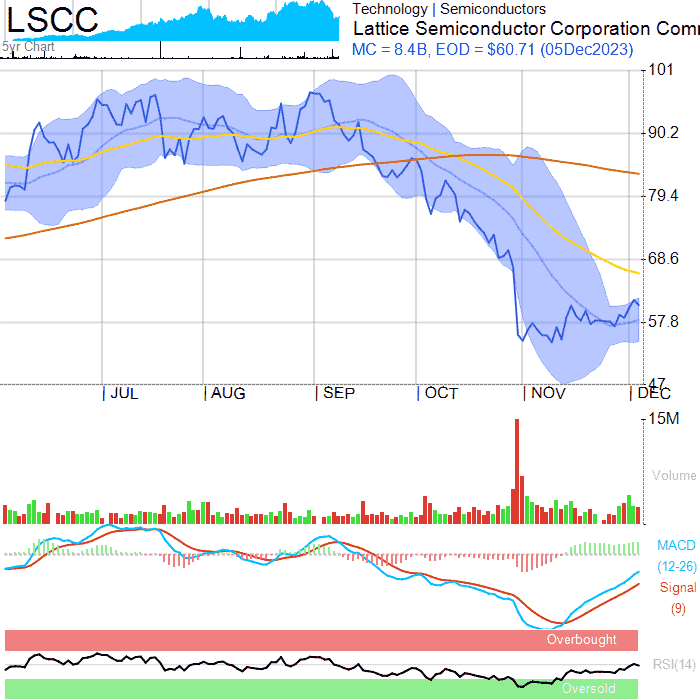 LSCC
5yr Chart
Technology | Semiconductors
Lattice Semiconductor Corporation Comm
MC = 8.4B, EOD = $60.71 (05Dec2023)
101
90.2
79.4
68.6
57.8
47
JUL AUG SEP OCT NOV DEC
15M
Volume
MACD
(12-26)
Signal
(9)
Overbought
RSI(14)
Oversold